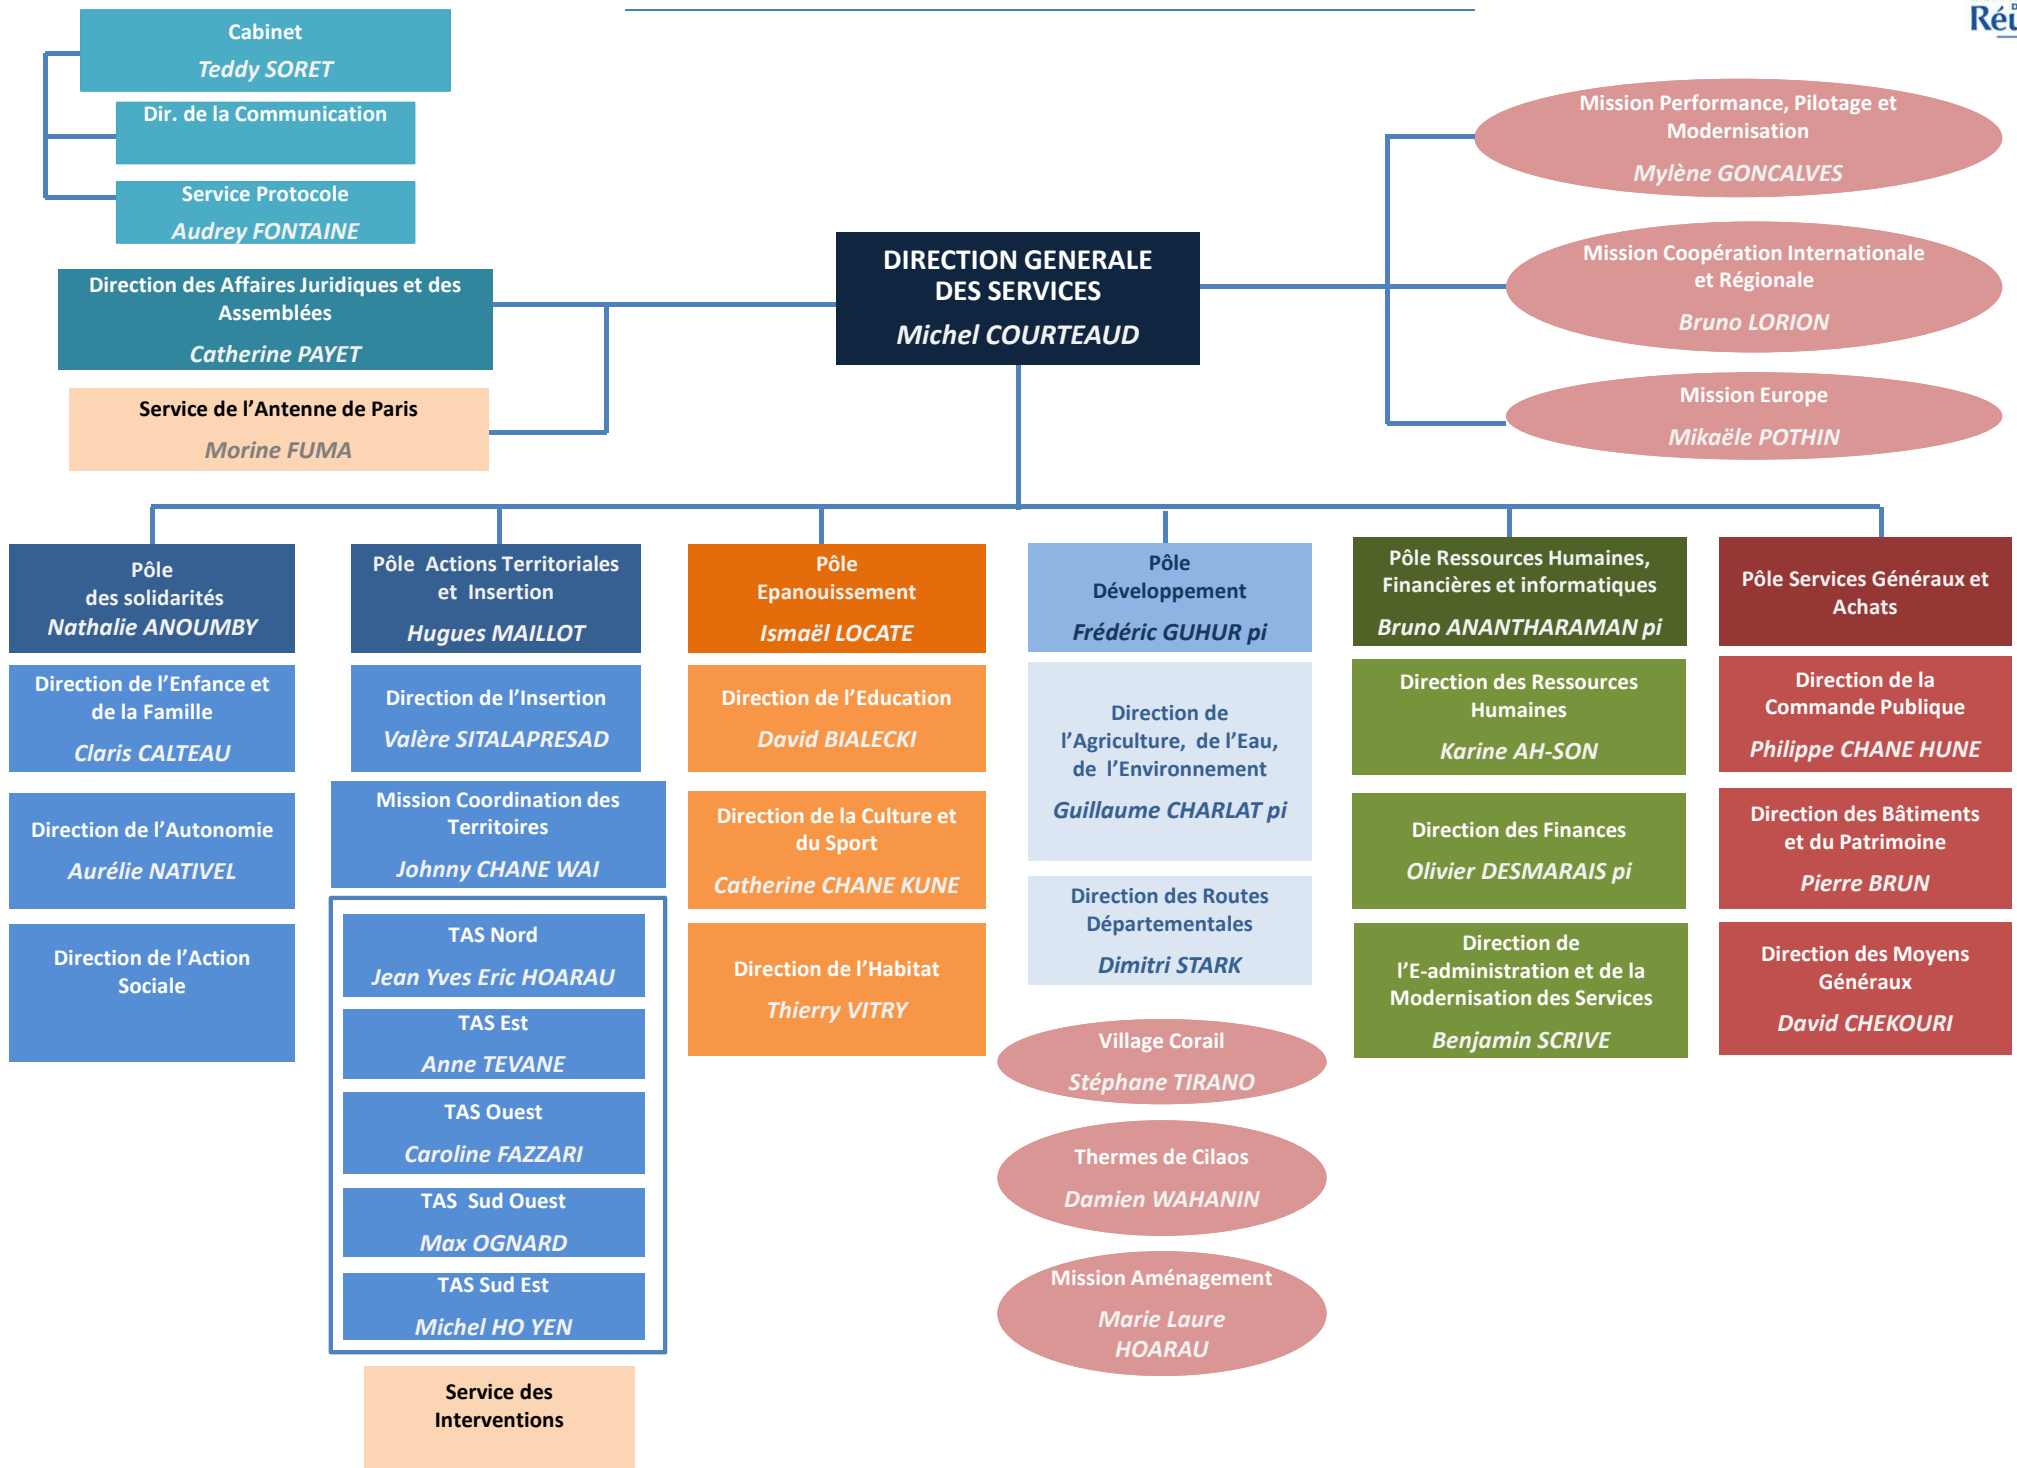 Cabinet
Teddy SORET
Dir. de la Communication
Service Protocole
Audrey FONTAINE
Direction des Affaires Juridiques et des
Assemblées
Catherine PAYET
Service de l’Antenne de Paris
Morine FUMA
DIRECTION GENERALE
DES SERVICES
Michel COURTEAUD
Mission Performance, Pilotage et
Modernisation
Mylène GONCALVES
Mission Coopération Internationale
et Régionale
Bruno LORION
Mission Europe
Mikaële POTHIN
Pôle
des solidarités
Nathalie ANOUMBY
Direction de l’Enfance et
de la Famille
Claris CALTEAU
Direction de l’Autonomie
Aurélie NATIVEL
Direction de l’Action
Sociale
Pôle Actions Territoriales
et Insertion
Hugues MAILLOT
Direction de l’Insertion
Valère SITALAPRESAD
Mission Coordination des
Territoires
Johnny CHANE WAI
TAS Nord
Jean Yves Eric HOARAU
TAS Est
Anne TEVANE
TAS Ouest
Caroline FAZZARI
TAS Sud Ouest
Max OGNARD
TAS Sud Est
Michel HO YEN
Service des
Interventions
Pôle
Epanouissement
Ismaël LOCATE
Direction de l’Education
David BIALECKI
Direction de la Culture et
du Sport
Catherine CHANE KUNE
Direction de l’Habitat
Thierry VITRY
Pôle
Développement
Frédéric GUHUR pi
Direction de
l’Agriculture, de l’Eau,
de l’Environnement
Guillaume CHARLAT pi
Direction des Routes
Départementales
Dimitri STARK
Village Corail
Stéphane TIRANO
Thermes de Cilaos
Damien WAHANIN
Mission Aménagement
Marie Laure
HOARAU
Pôle Ressources Humaines,
Financières et informatiques
Bruno ANANTHARAMAN pi
Direction des Ressources
Humaines
Karine AH-SON
Direction des Finances
Olivier DESMARAIS pi
Direction de
l’E-administration et de la
Modernisation des Services
Benjamin SCRIVE
Pôle Services Généraux et
Achats
Direction de la
Commande Publique
Philippe CHANE HUNE
Direction des Bâtiments
et du Patrimoine
Pierre BRUN
Direction des Moyens
Généraux
David CHEKOURI